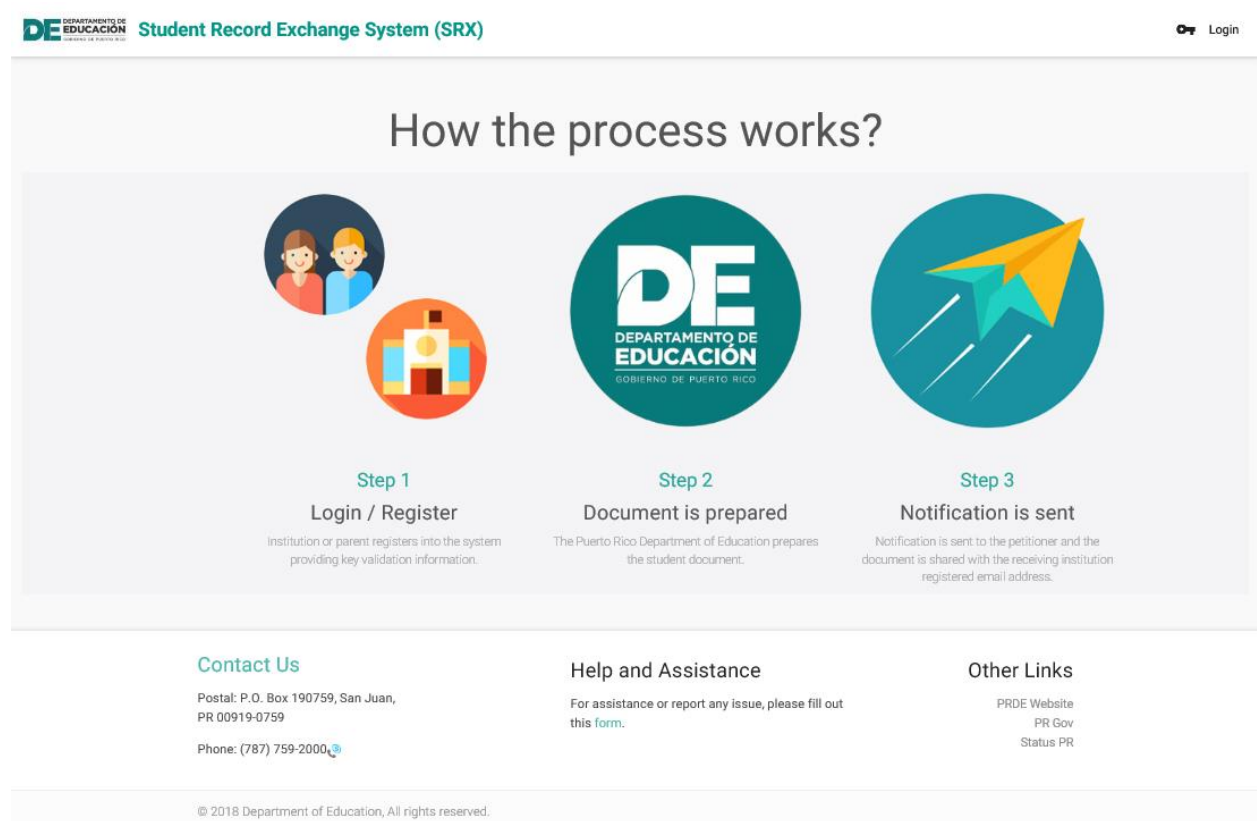 DE DEPARTAMENTO DE
EDUCACIÓN
GOBIERNO DE PUERTO RICO
Student Record Exchange System (SRX)
Login
How the process works?
DE
DEPARTAMENTO DE
EDUCACIÓN
GOBIERNO DE PUERTO RICO
Step 1
Login / Register
Institution or parent registers into the system
providing key validation information.
Step 2
Document is prepared
The Puerto Rico Department of Education prepares
the student document.
Step 3
Notification is sent
Notification is sent to the petitioner and the
document is shared with the receiving institution
registered email address.
Contact Us
Postal: P.O. Box 190759, San Juan,
PR 00919-0759
Phone: (787) 759-2000
Help and Assistance
For assistance or report any issue, please fill out
this form.
Other Links
PRDE Website
PR Gov
Status PR
© 2018 Department of Education, All rights reserved.